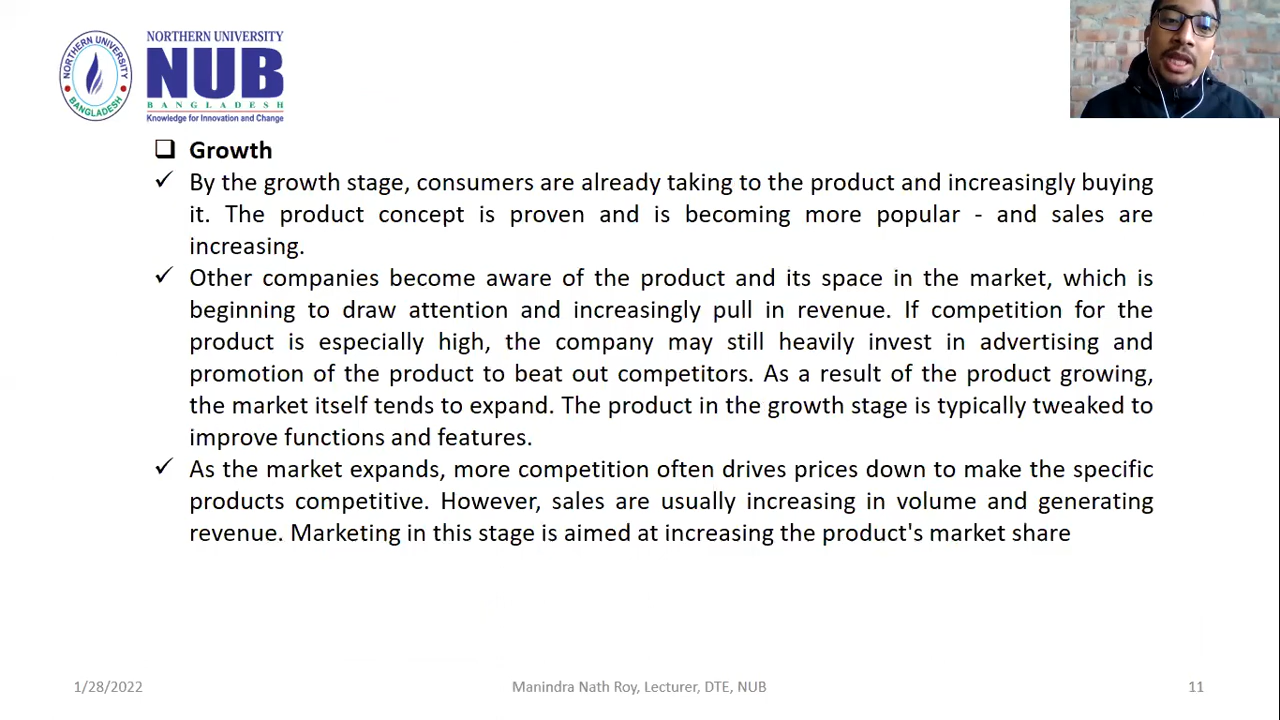 NORTHERN UNIVERSITY
BANGLADESH
NORTHERN UNIVERSITY
NUB
BANGLADESH
Knowledge for Innovation and Change
❑ Growth
✓ By the growth stage, consumers are already taking to the product and increasingly buying
it. The product concept is proven and is becoming more popular - and sales are
increasing.
✓ Other companies become aware of the product and its space in the market, which is
beginning to draw attention and increasingly pull in revenue. If competition for the
product is especially high, the company may still heavily invest in advertising and
promotion of the product to beat out competitors. As a result of the product growing,
the market itself tends to expand. The product in the growth stage is typically tweaked to
improve functions and features.
✓ As the market expands, more competition often drives prices down to make the specific
products competitive. However, sales are usually increasing in volume and generating
revenue. Marketing in this stage is aimed at increasing the product's market share
1/28/2022
Manindra Nath Roy, Lecturer, DTE, NUB
11